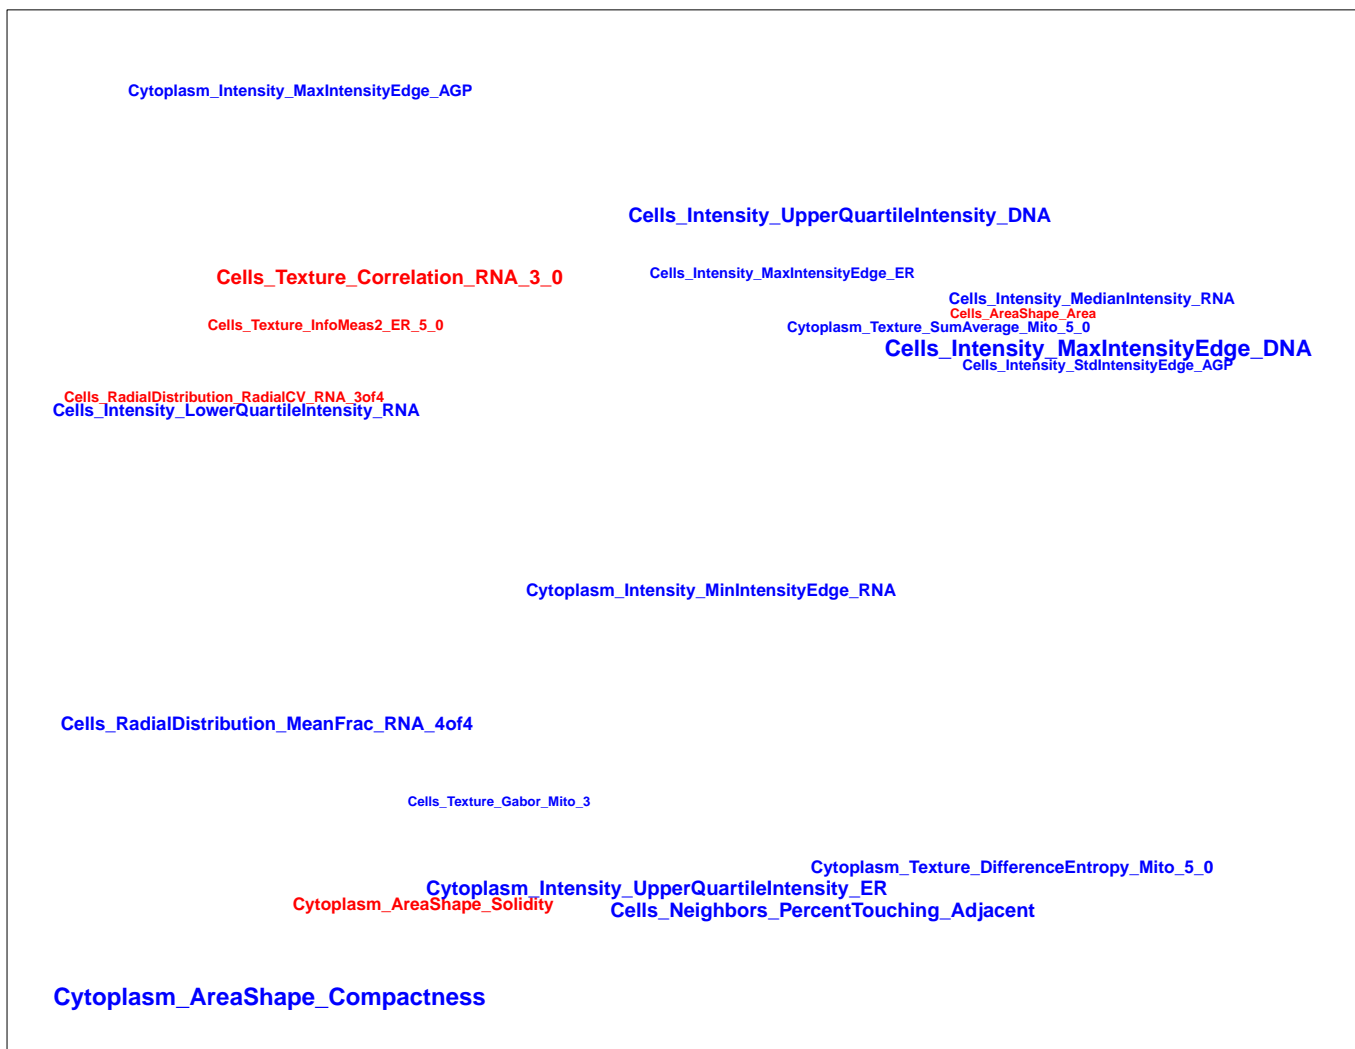 Cytoplasm_Intensity_MaxIntensityEdge_AGP
Cells_Intensity_UpperQuartileIntensity_DNA
Cells_Intensity_MaxIntensityEdge_ER
Cells_Texture_Correlation_RNA_3_0
Cells_Intensity_MedianIntensity_RNA
Cells_AreaShape_Area
Cells_Texture_InfoMeas2_ER_5_0
Cytoplasm_Texture_SumAverage_Mito_5_0
Cells_Intensity_MaxIntensityEdge_DNA
Cells_Intensity_StdIntensityEdge_AGP
Cells_RadialDistribution_RadialCV_RNA_3of4
Cells_Intensity_LowerQuartileIntensity_RNA
Cytoplasm_Intensity_MinIntensityEdge_RNA
Cells_RadialDistribution_MeanFrac_RNA_4of4
Cells_Texture_Gabor_Mito_3
Cytoplasm_Texture_DifferenceEntropy_Mito_5_0
Cytoplasm_Intensity_UpperQuartileIntensity_ER
Cytoplasm_AreaShape_Solidity
Cells_Neighbors_PercentTouching_Adjacent
Cytoplasm_AreaShape_Compactness